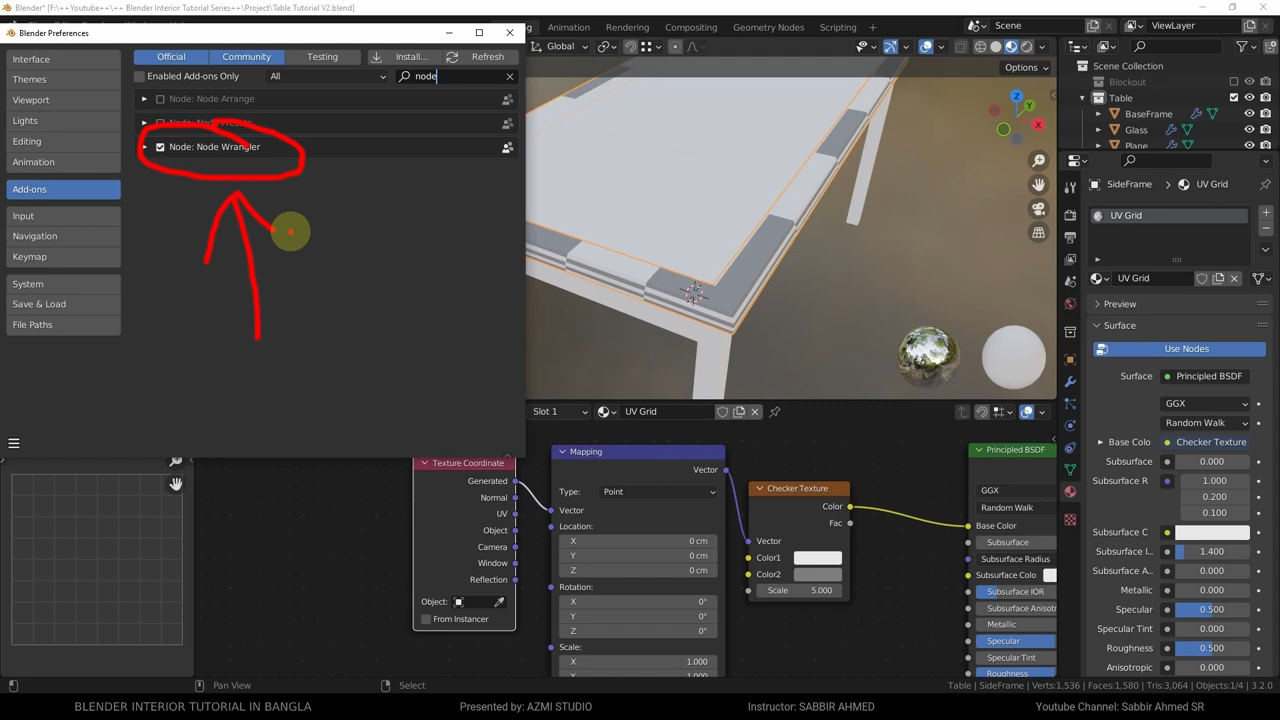 Blender* [F:\++Youtube++\++ Blender Interior Tutorial Series++\Project\Table Tutorial V2.blend]
Blender Preferences
Animation
Rendering
Compositing
Geometry Nodes
Scripting
Scene
ViewLayer
Interface
Themes
Viewport
Lights
Editing
Animation
Add-ons
Input
Navigation
Keymap
System
Save & Load
File Paths
Official
Community
Testing
Install...
Refresh
Enabled Add-ons Only
All
node
Node: Node Arrange
Node: Node Wrangler
Global
Options
Z
Y
X
Scene Collection
Blockout
Table
BaseFrame
Glass
Plane
SideFrame
UV Grid
UV Grid
UV Grid
Preview
Surface
Use Nodes
Surface
Principled BSDF
GGX
Random Walk
Base Colo
Checker Texture
Subsurface
0.000
Subsurface R
1.000
0.200
0.100
Subsurface C
Subsurface I...
1.400
Subsurface A...
0.000
Metallic
0.000
Specular
0.500
Specular Tint
0.000
Roughness
0.500
Anisotropic
0.000
Slot 1
UV Grid
Texture Coordinate
Generated
Normal
UV
Object
Camera
Window
Reflection
Object:
From Instancer
Mapping
Vector
Type:
Point
Vector
Location:
X
0 cm
Y
0 cm
Z
0 cm
Rotation:
X
0°
Y
0°
Z
0°
Scale:
X
1.000
Checker Texture
Color
Fac
Vector
Color1
Color2
Scale
5.000
Principled BSDF
GGX
Random Walk
Base Color
Subsurface
Subsurface Radius
Subsurface Colo
Subsurface IOR
Subsurface Anisotr
Metallic
Specular
Specular Tint
Roughness
Pan View
Select
Table | SideFrame | Verts:1,536 | Faces:1,580 | Tris:3,064 | Objects:1/4 | 3.2.0
BLENDER INTERIOR TUTORIAL IN BANGLA
Presented by: AZMI STUDIO
Instructor: SABBIR AHMED
Youtube Channel: Sabbir Ahmed SR